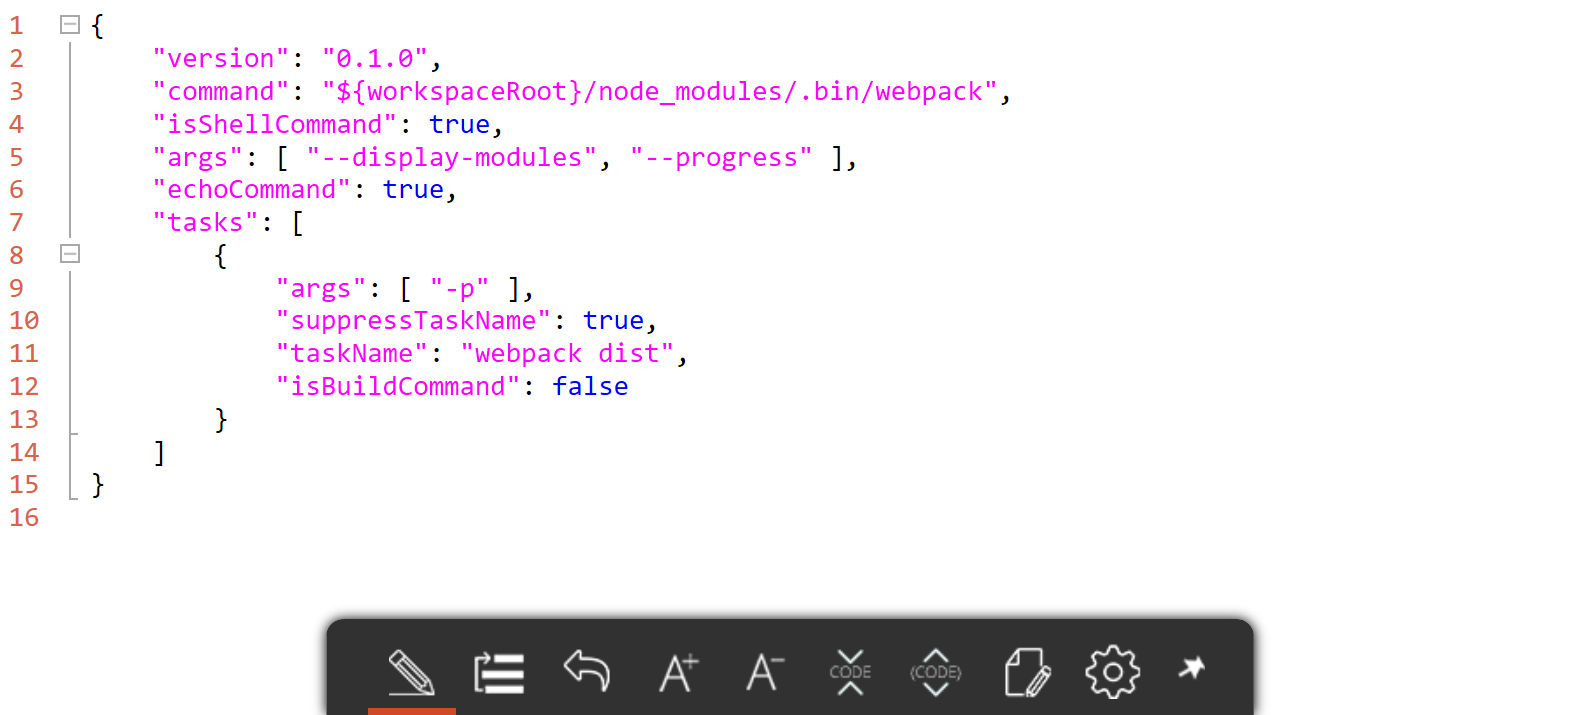 1 {
2     "version": "0.1.0",
3     "command": "${workspaceRoot}/node_modules/.bin/webpack",
4     "isShellCommand": true,
5     "args": [ "--display-modules", "--progress" ],
6     "echoCommand": true,
7     "tasks": [
8         {
9             "args": [ "-p" ],
10             "suppressTaskName": true,
11             "taskName": "webpack dist",
12             "isBuildCommand": false
13         }
14     ]
15 }
16
A+ A- CODE (CODE)